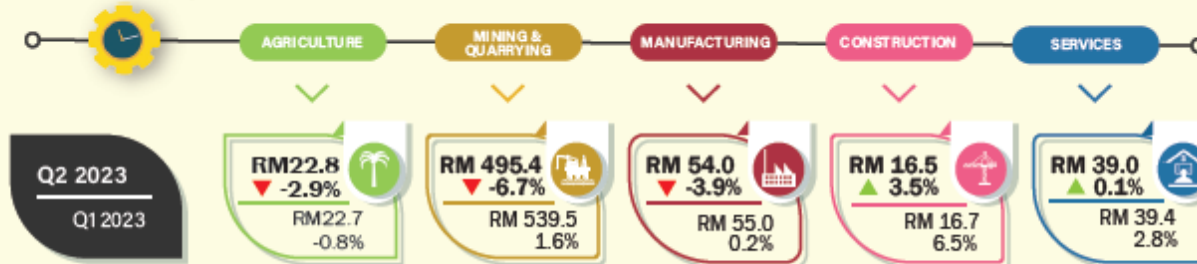 AGRICULTURE
MINING &
QUARRYING
MANUFACTURING
CONSTRUCTION
SERVICES
Q2 2023
Q1 2023
RM22.8
-2.9%
RM22.7
-0.8%
RM 495.4
-6.7%
RM 539.5
1.6%
RM 54.0
-3.9%
RM 55.0
0.2%
RM 16.5
3.5%
RM 16.7
6.5%
RM 39.0
0.1%
RM 39.4
2.8%